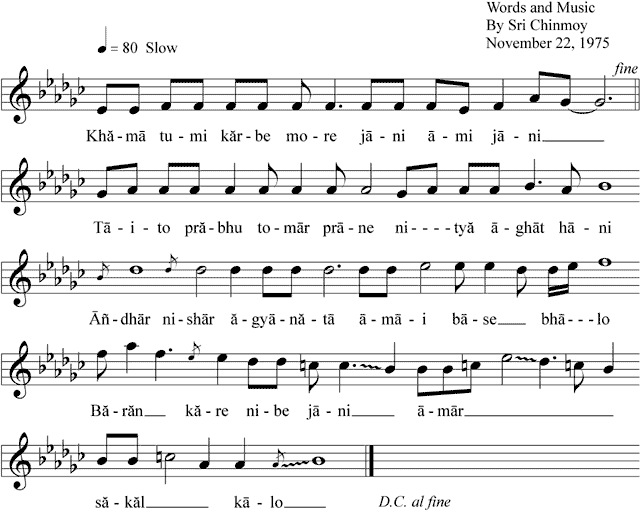 Words and Music
By Sri Chinmoy
November 22, 1975
= 80 Slow
fine
Khă-mā tu-mi kăr-be mo-re jā-ni ā-mi jā-ni
Tā-i-to pră-bhu to-mār prā-ne ni----tyă ā-ghāt hā-ni
Āñ-dhār ni-shār ă-gyā-nă-tā ā-mā-i bā-se bhā---lo
Bā-răn kă-re ni-be jā-ni ā-mār
să-kăl kā-lo D.C. al fine